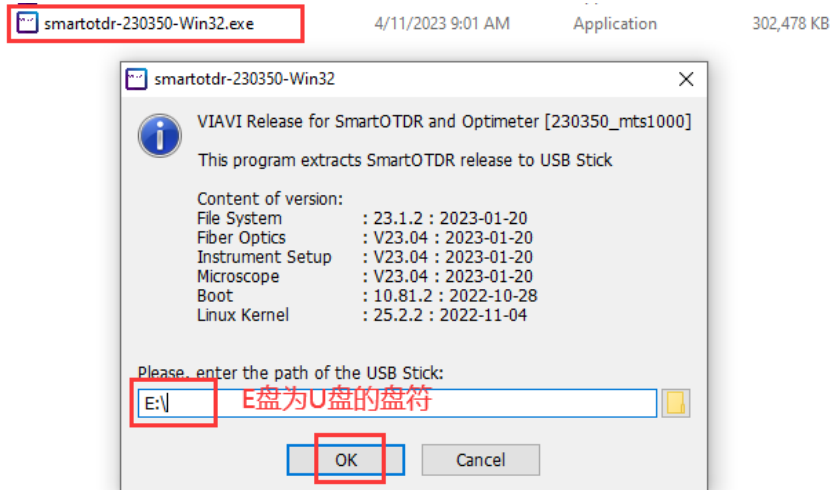 smartotdr-230350-Win32.exe 4/11/2023 9:01 AM Application 302,478 KB
smartotdr-230350-Win32
VIAVI Release for SmartOTDR and Optimeter [230350_mts1000]
This program extracts SmartOTDR release to USB Stick
Content of version:
File System : 23.1.2 : 2023-01-20
Fiber Optics : V23.04 : 2023-01-20
Instrument Setup : V23.04 : 2023-01-20
Microscope : V23.04 : 2023-01-20
Boot : 10.81.2 : 2022-10-28
Linux Kernel : 25.2.2 : 2022-11-04
Please, enter the path of the USB Stick:
E:\ E盘为U盘的盘符
OK Cancel